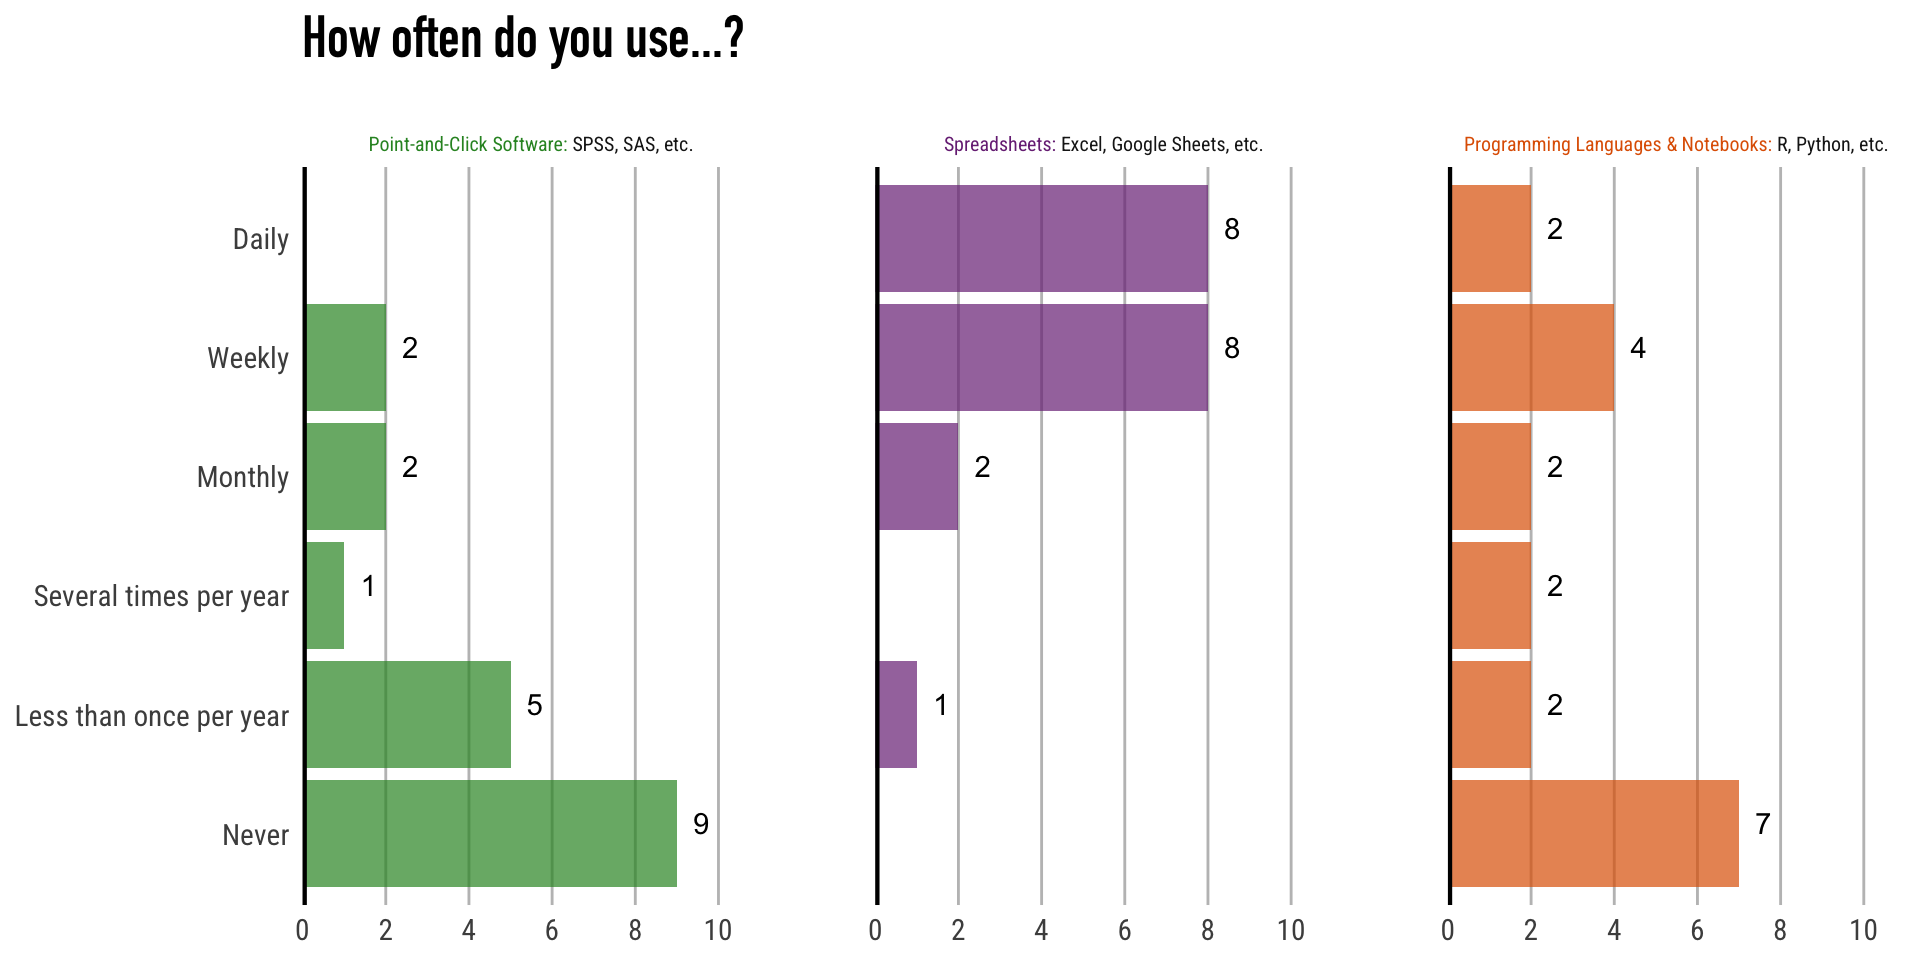 How often do you use...?
Point-and-Click Software: SPSS, SAS, etc.
Spreadsheets: Excel, Google Sheets, etc.
Programming Languages & Notebooks: R, Python, etc.
Daily 8 2
Weekly 2 8 4
Monthly 2 2 2
Several times per year 1 2
Less than once per year 5 1 2
Never 9 7
0 2 4 6 8 10 0 2 4 6 8 10 0 2 4 6 8 10